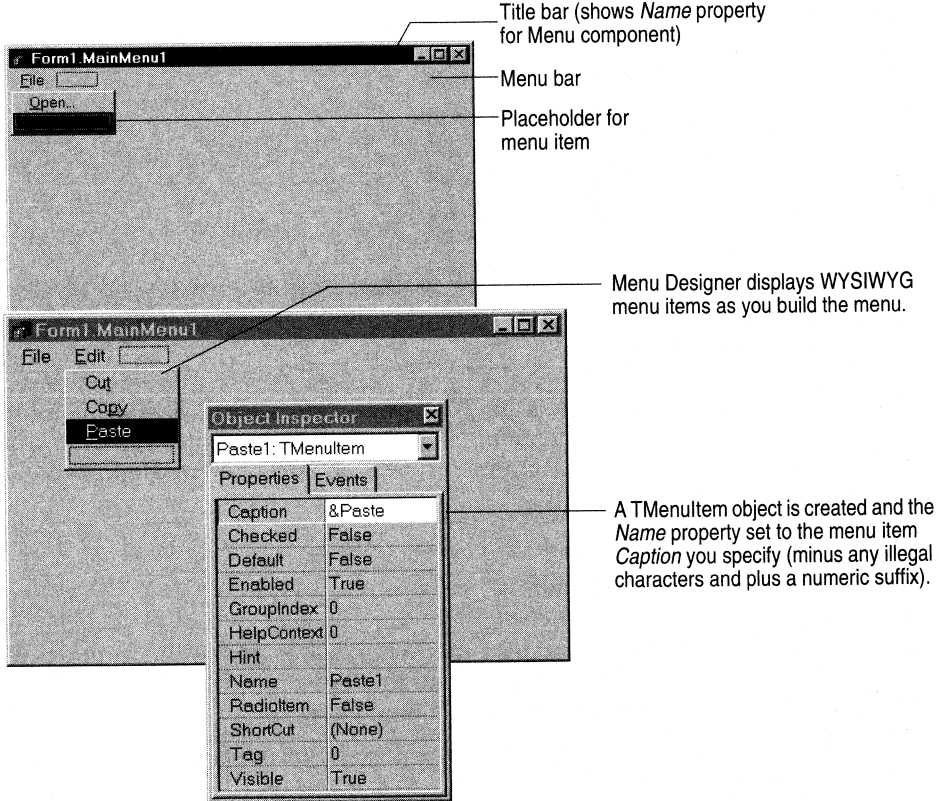 Title bar (shows Name property
for Menu component)
Form1.MainMenu1
File
Menu bar
Open...
Placeholder for
menu item
Menu Designer displays WYSIWYG
menu items as you build the menu.
Form1.MainMenu1
File Edit
Cut
Copy
Paste
Object Inspector
Paste1: TMenuItem
Properties Events
Caption &Paste
Checked False
Default False
Enabled True
GroupIndex 0
HelpContext 0
Hint
Name Paste1
RadioItem False
ShortCut (None)
Tag 0
Visible True
A TMenuItem object is created and the
Name property set to the menu item
Caption you specify (minus any illegal
characters and plus a numeric suffix).